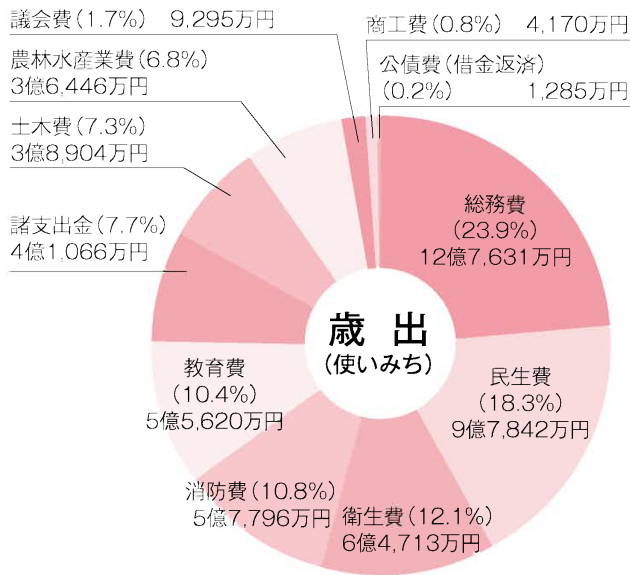 議会費(1.7%) 9,295万円
商工費(0.8%) 4,170万円
農林水産業費(6.8%)
3億6,446万円
公債費(借金返済)
(0.2%) 1,285万円
土木費(7.3%)
3億8,904万円
諸支出金(7.7%)
4億1,066万円
総務費
(23.9%)
12億7,631万円
歳出
(使いみち)
教育費
(10.4%)
5億5,620万円
民生費
(18.3%)
9億7,842万円
消防費(10.8%)
5億7,796万円
衛生費(12.1%)
6億4,713万円